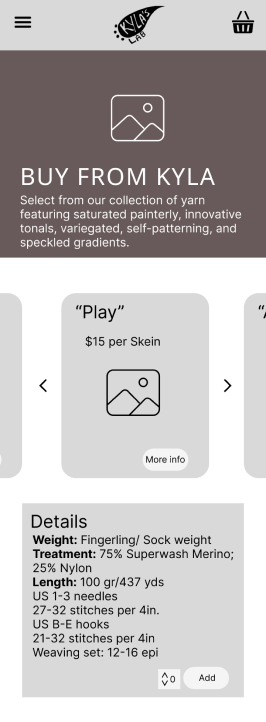 KYLA'S
LAB
BUY FROM KYLA
Select from our collection of yarn
featuring saturated painterly, innovative
tonals, variegated, self-patterning, and
speckled gradients.
“Play”
“A
$15 per Skein
More info
Details
Weight: Fingerling/ Sock weight
Treatment: 75% Superwash Merino;
25% Nylon
Length: 100 gr/437 yds
US 1-3 needles
27-32 stitches per 4in.
US B-E hooks
21-32 stitches per 4in
Weaving set: 12-16 epi
0
Add